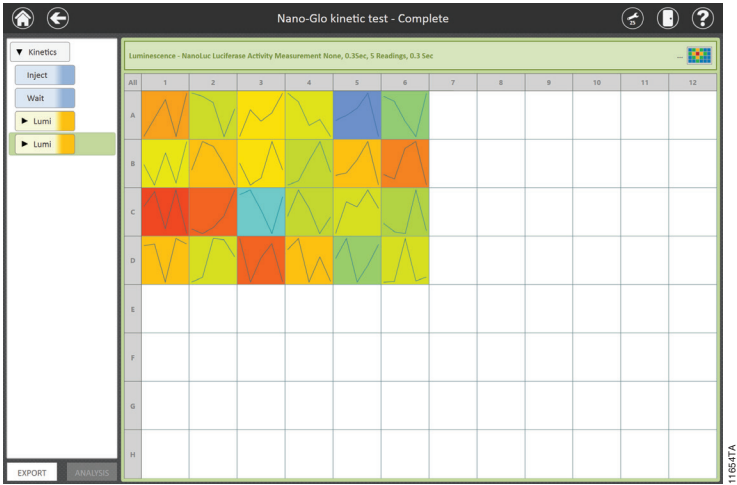 Nano-Glo kinetic test - Complete
25
?
▼ Kinetics
Inject
Wait
► Lumi
► Lumi
EXPORT
ANALYSIS
Luminescence - NanoLuc Luciferase Activity Measurement None, 0.3Sec, 5 Readings, 0.3 Sec
...
All 1 2 3 4 5 6 7 8 9 10 11 12
A
B
C
D
E
F
G
H
11654TA